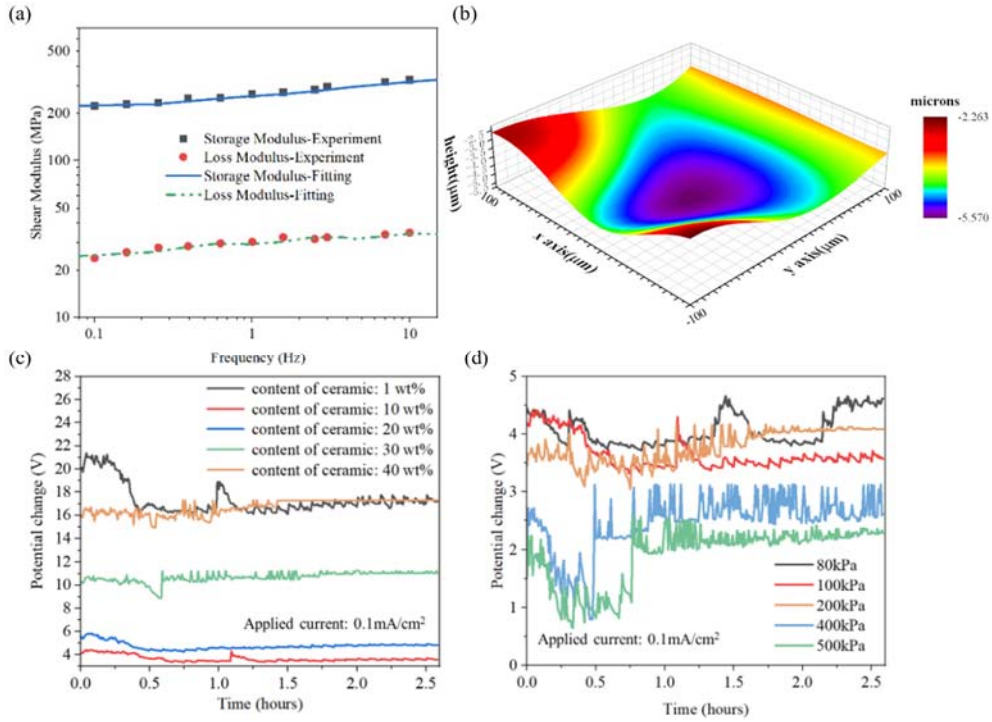 (a)
500
200
100
50
20
10
Shear Modulus (MPa)
Storage Modulus-Experiment
Loss Modulus-Experiment
Storage Modulus-Fitting
Loss Modulus-Fitting
0.1
1
10
Frequency (Hz)
(b)
microns
-2.263
-5.570
height(μm)
100
x axis(μm)
-100
y axis(μm)
100
(c)
28
26
24
22
20
18
16
14
12
10
8
6
4
Potential change (V)
content of ceramic: 1 wt%
content of ceramic: 10 wt%
content of ceramic: 20 wt%
content of ceramic: 30 wt%
content of ceramic: 40 wt%
Applied current: 0.1mA/cm²
0.0
0.5
1.0
1.5
2.0
2.5
Time (hours)
(d)
5
4
3
2
1
0
Potential change (V)
80kPa
100kPa
200kPa
400kPa
500kPa
Applied current: 0.1mA/cm²
0.0
0.5
1.0
1.5
2.0
2.5
Time (hours)